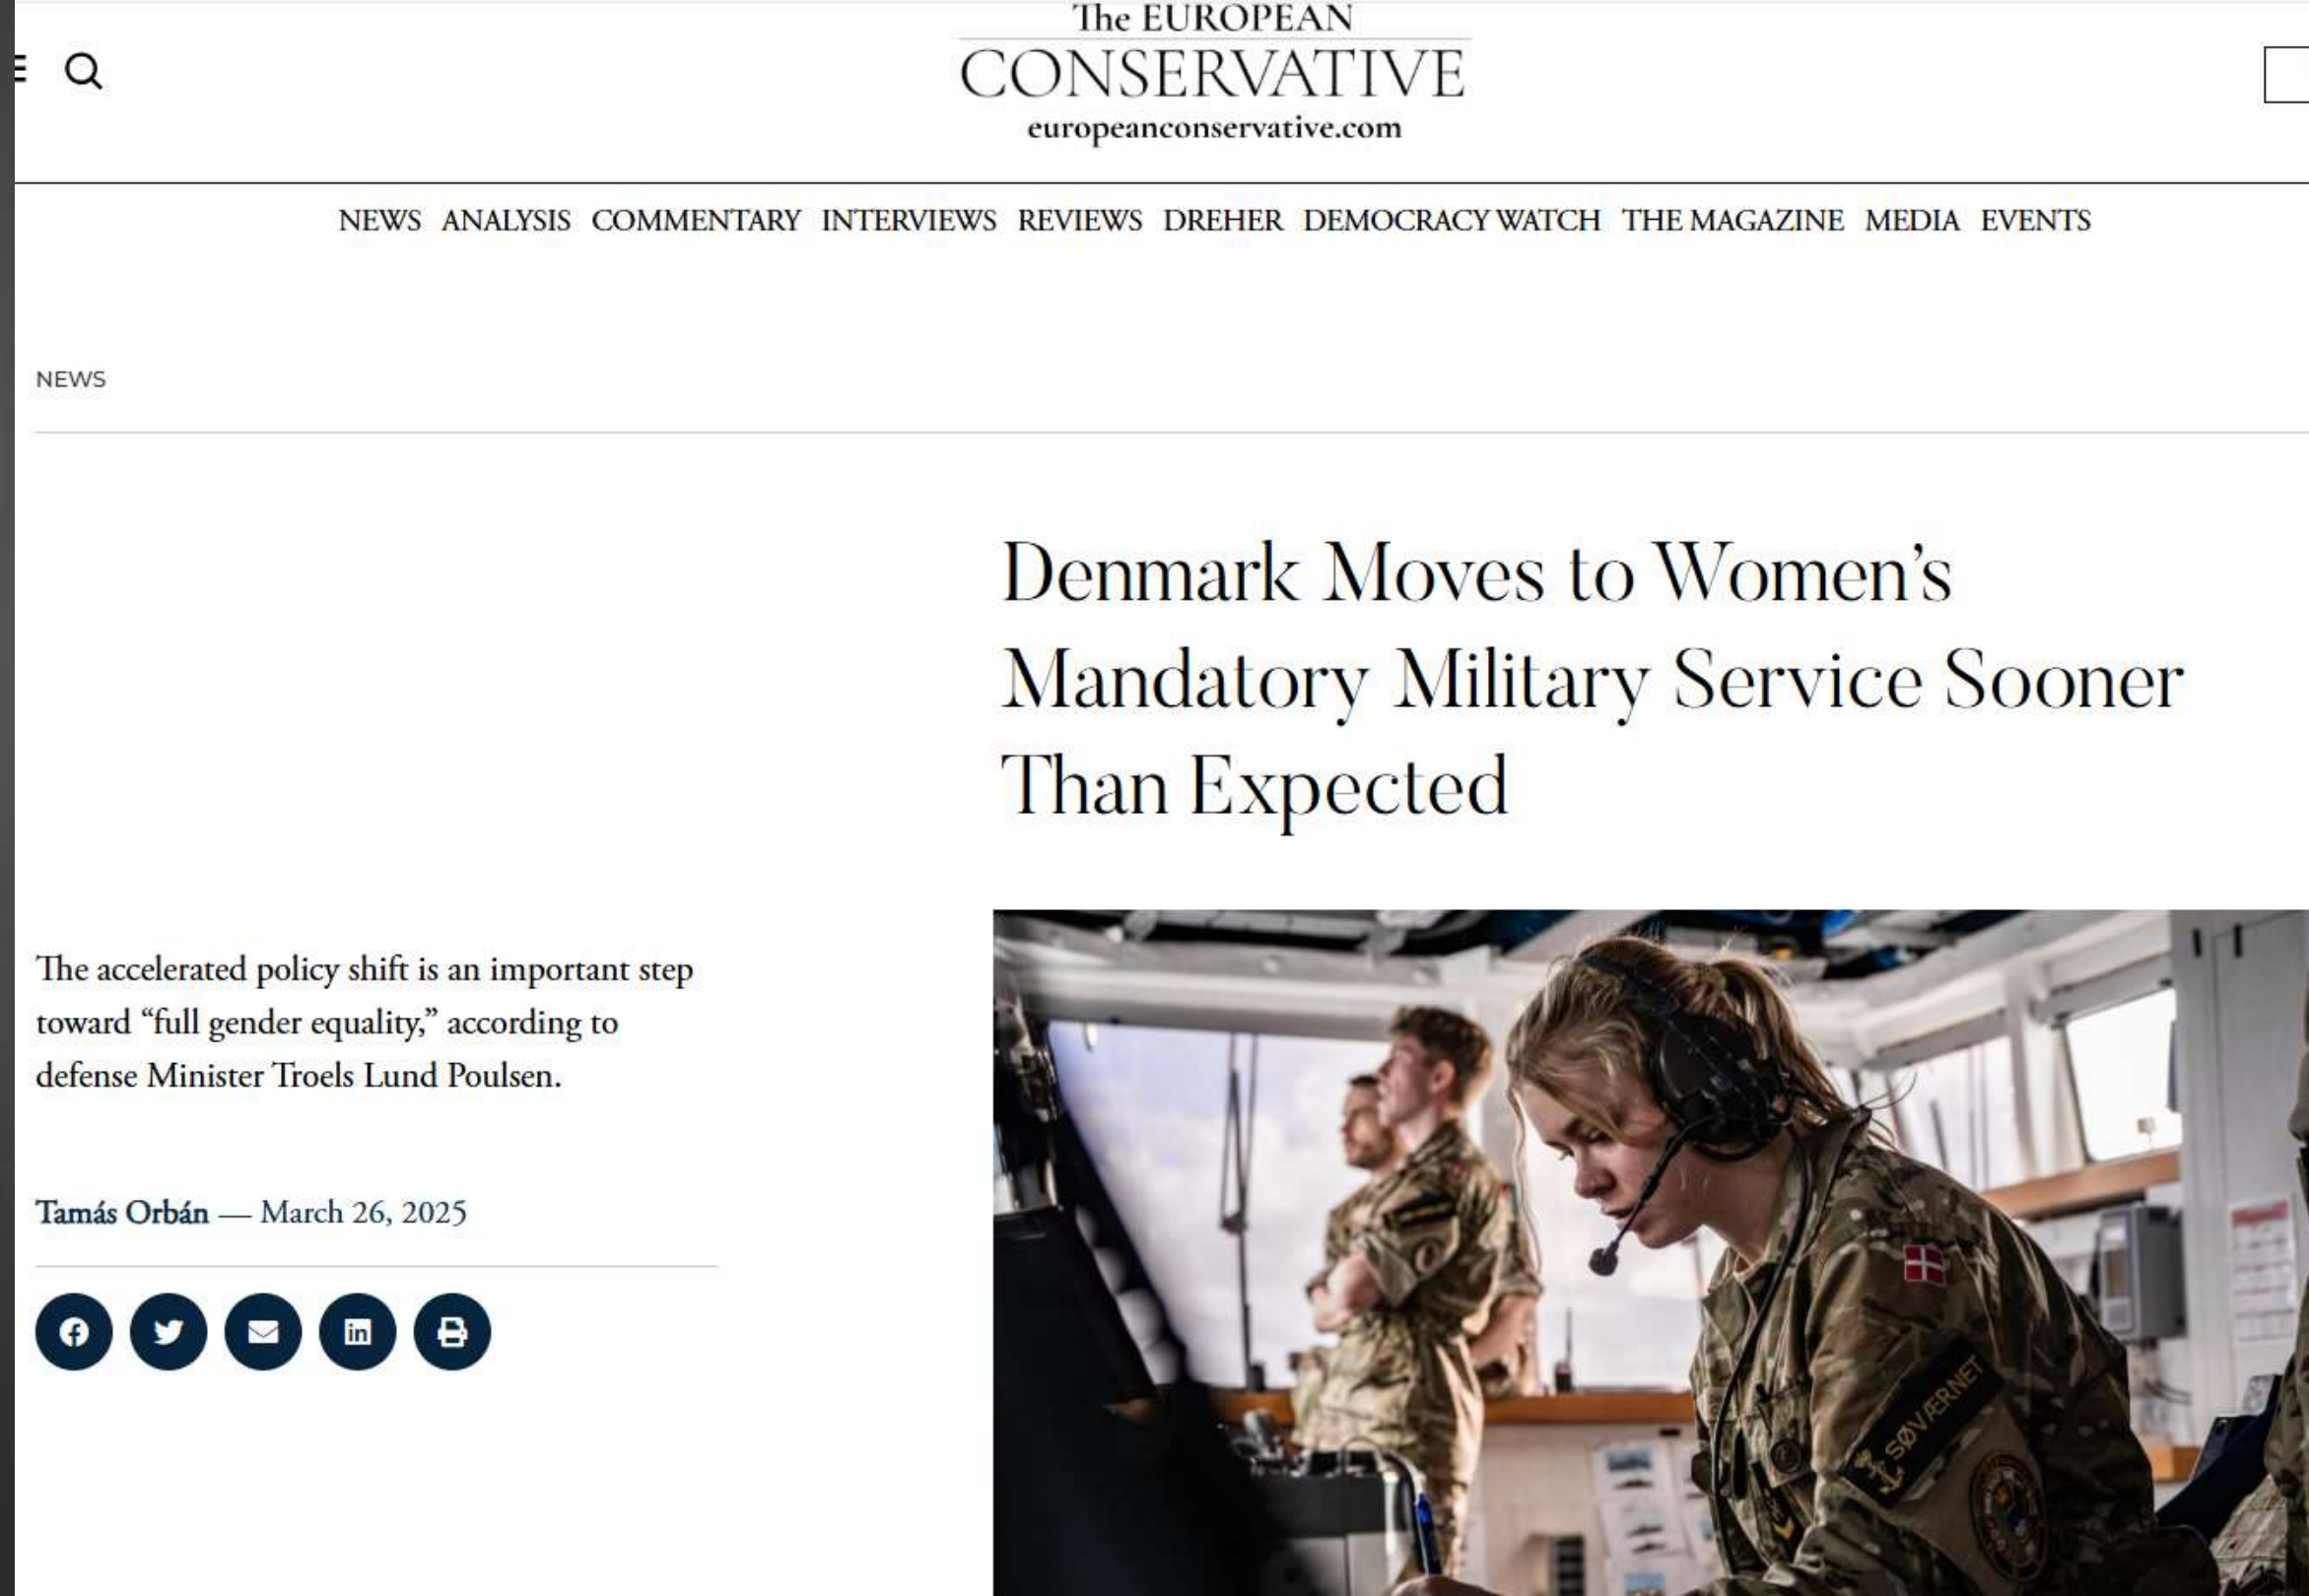 The EUROPEAN
CONSERVATIVE
europeanconservative.com
NEWS ANALYSIS COMMENTARY INTERVIEWS REVIEWS DREHER DEMOCRACY WATCH THE MAGAZINE MEDIA EVENTS
NEWS
Denmark Moves to Women’s
Mandatory Military Service Sooner
Than Expected
The accelerated policy shift is an important step
toward “full gender equality,” according to
defense Minister Troels Lund Poulsen.
Tamás Orbán — March 26, 2025
SØVÆRNET